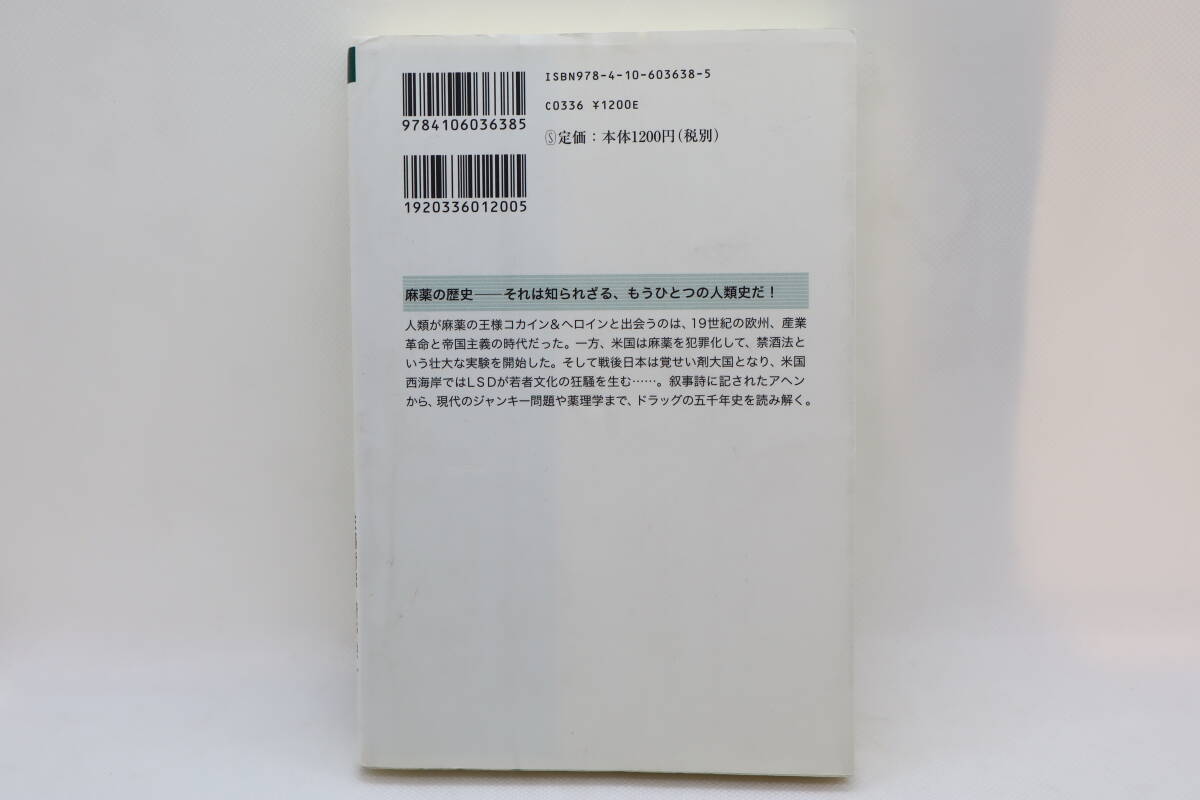 ISBN978-4-10-603638-5
C0336 ¥1200E
Ⓢ定価：本体1200円(税別)
9784106036385
1920336012005
麻薬の歴史――それは知られざる、もうひとつの人類史だ！
人類が麻薬の王様コカイン&ヘロインと出会うのは、19世紀の欧州、産業
革命と帝国主義の時代だった。一方、米国は麻薬を犯罪化して、禁酒法と
いう壮大な実験を開始した。そして戦後日本は覚せい剤大国となり、米国
西海岸ではLSDが若者文化の狂騒を生む……。叙事詩に記されたアヘン
から、現代のジャンキー問題や薬理学まで、ドラッグの五千年史を読み解く。